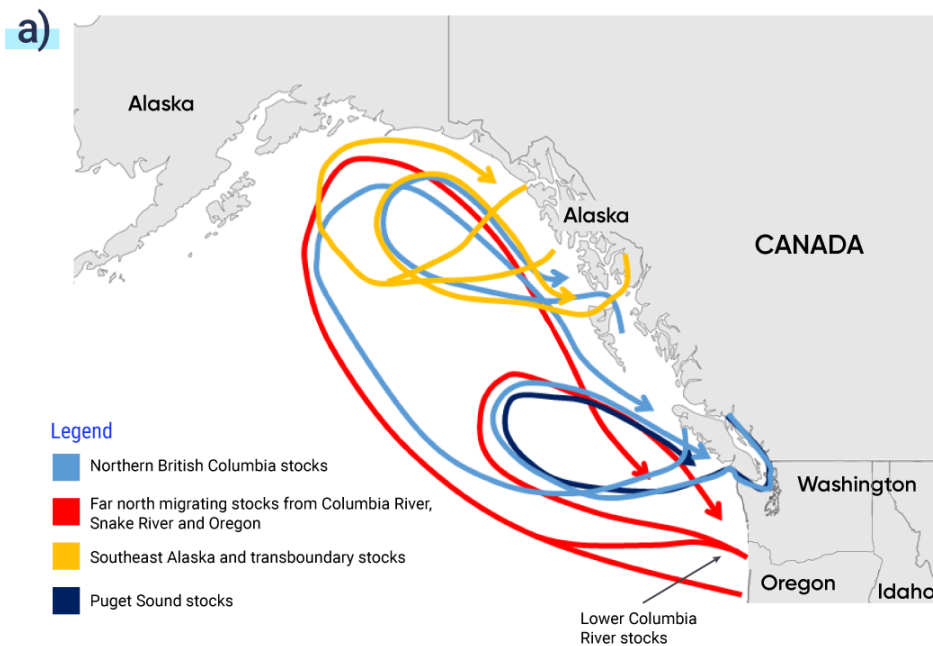 a)
Alaska
Alaska
CANADA
Legend
Northern British Columbia stocks
Far north migrating stocks from Columbia River,
Snake River and Oregon
Southeast Alaska and transboundary stocks
Puget Sound stocks
Washington
Oregon
Idaho
Lower Columbia
River stocks